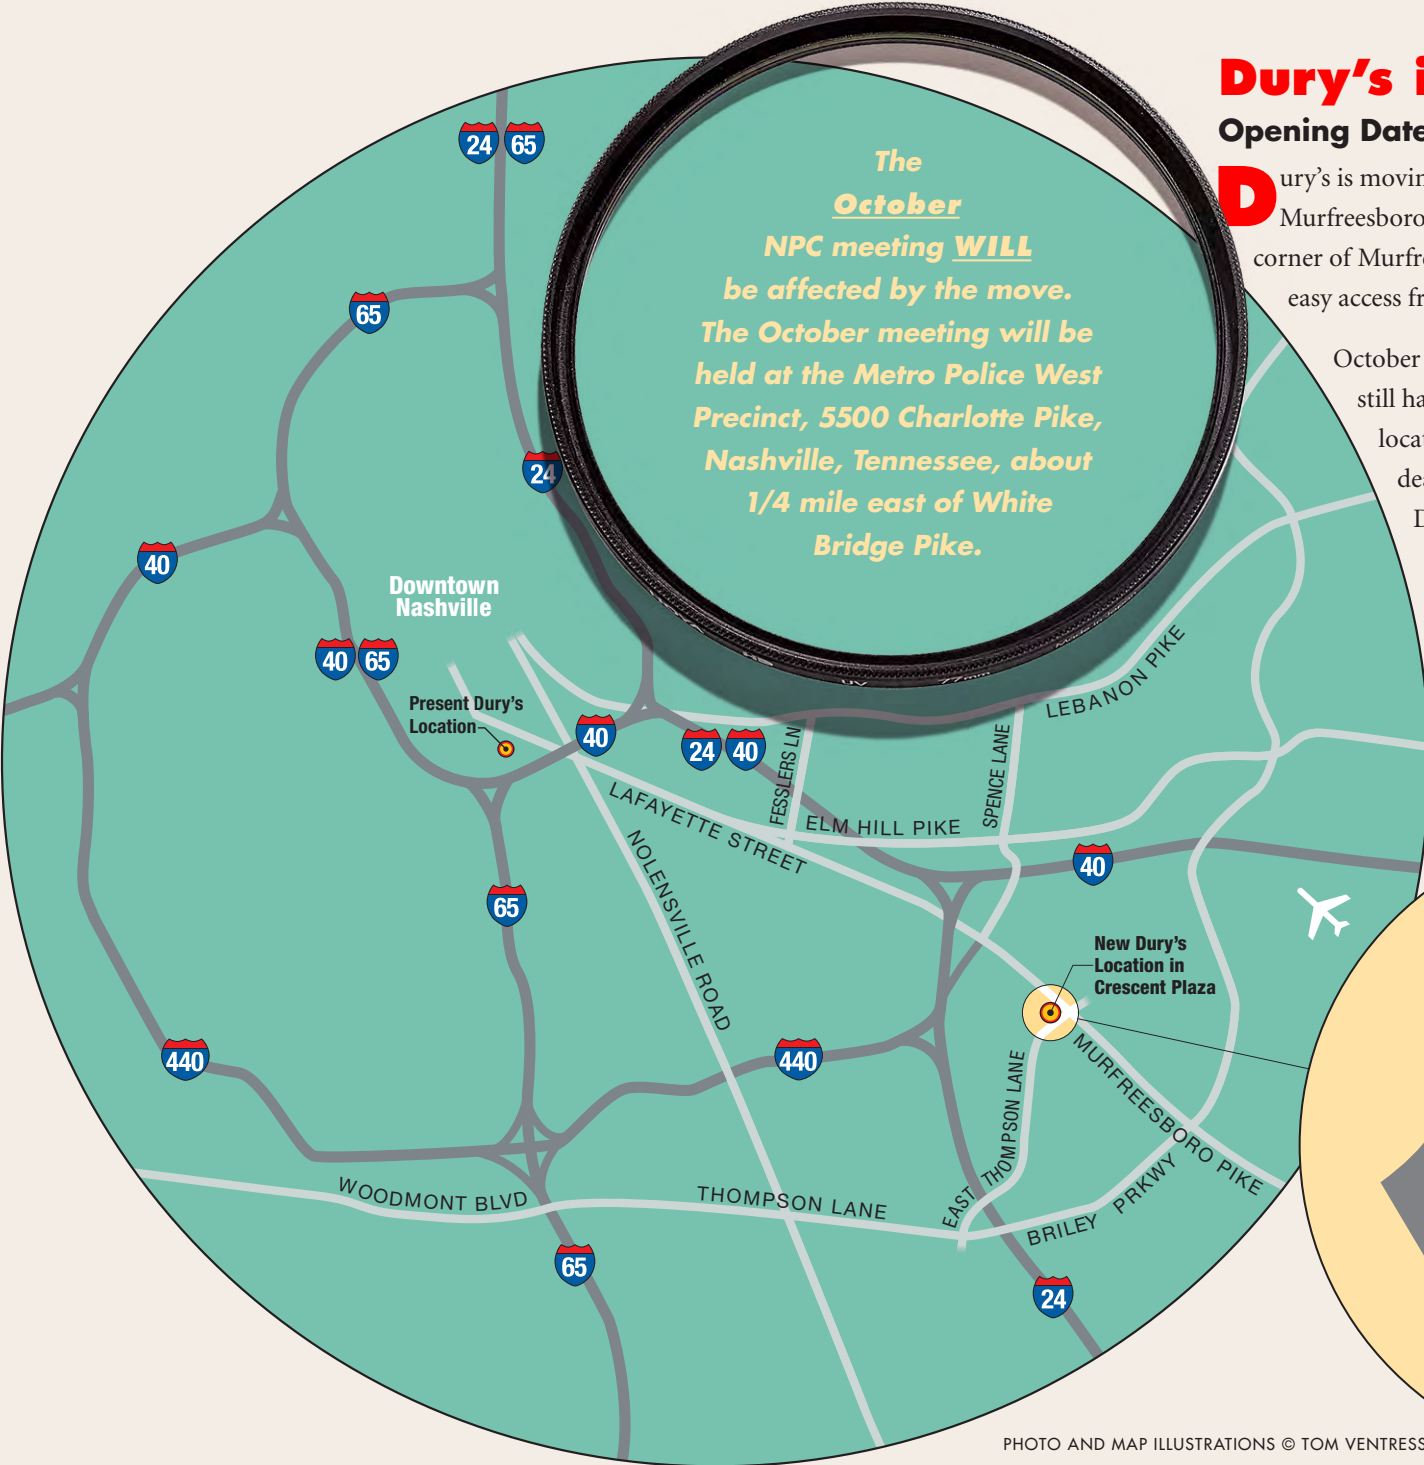 The
October
NPC meeting WILL
be affected by the move.
The October meeting will be
held at the Metro Police West
Precinct, 5500 Charlotte Pike,
Nashville, Tennessee, about
1/4 mile east of White
Bridge Pike.
Dury's i
Opening Date
Dury's is movin
Murfreesboro
corner of Murfre
easy access fr
October
still ha
locat
dea
D
24 65
65
24
40
Downtown
Nashville
40 65
Present Dury's
Location
40
24 40
LEBANON PIKE
FESSLERS LN
SPENCE LANE
ELM HILL PIKE
LAFAYETTE STREET
NOLENSVILLE ROAD
40
65
New Dury's
Location in
Crescent Plaza
440
440
EAST THOMPSON LANE
MURFREESBORO PIKE
WOODMONT BLVD
THOMPSON LANE
BRILEY PRKWY
65
24
PHOTO AND MAP ILLUSTRATIONS © TOM VENTRESS